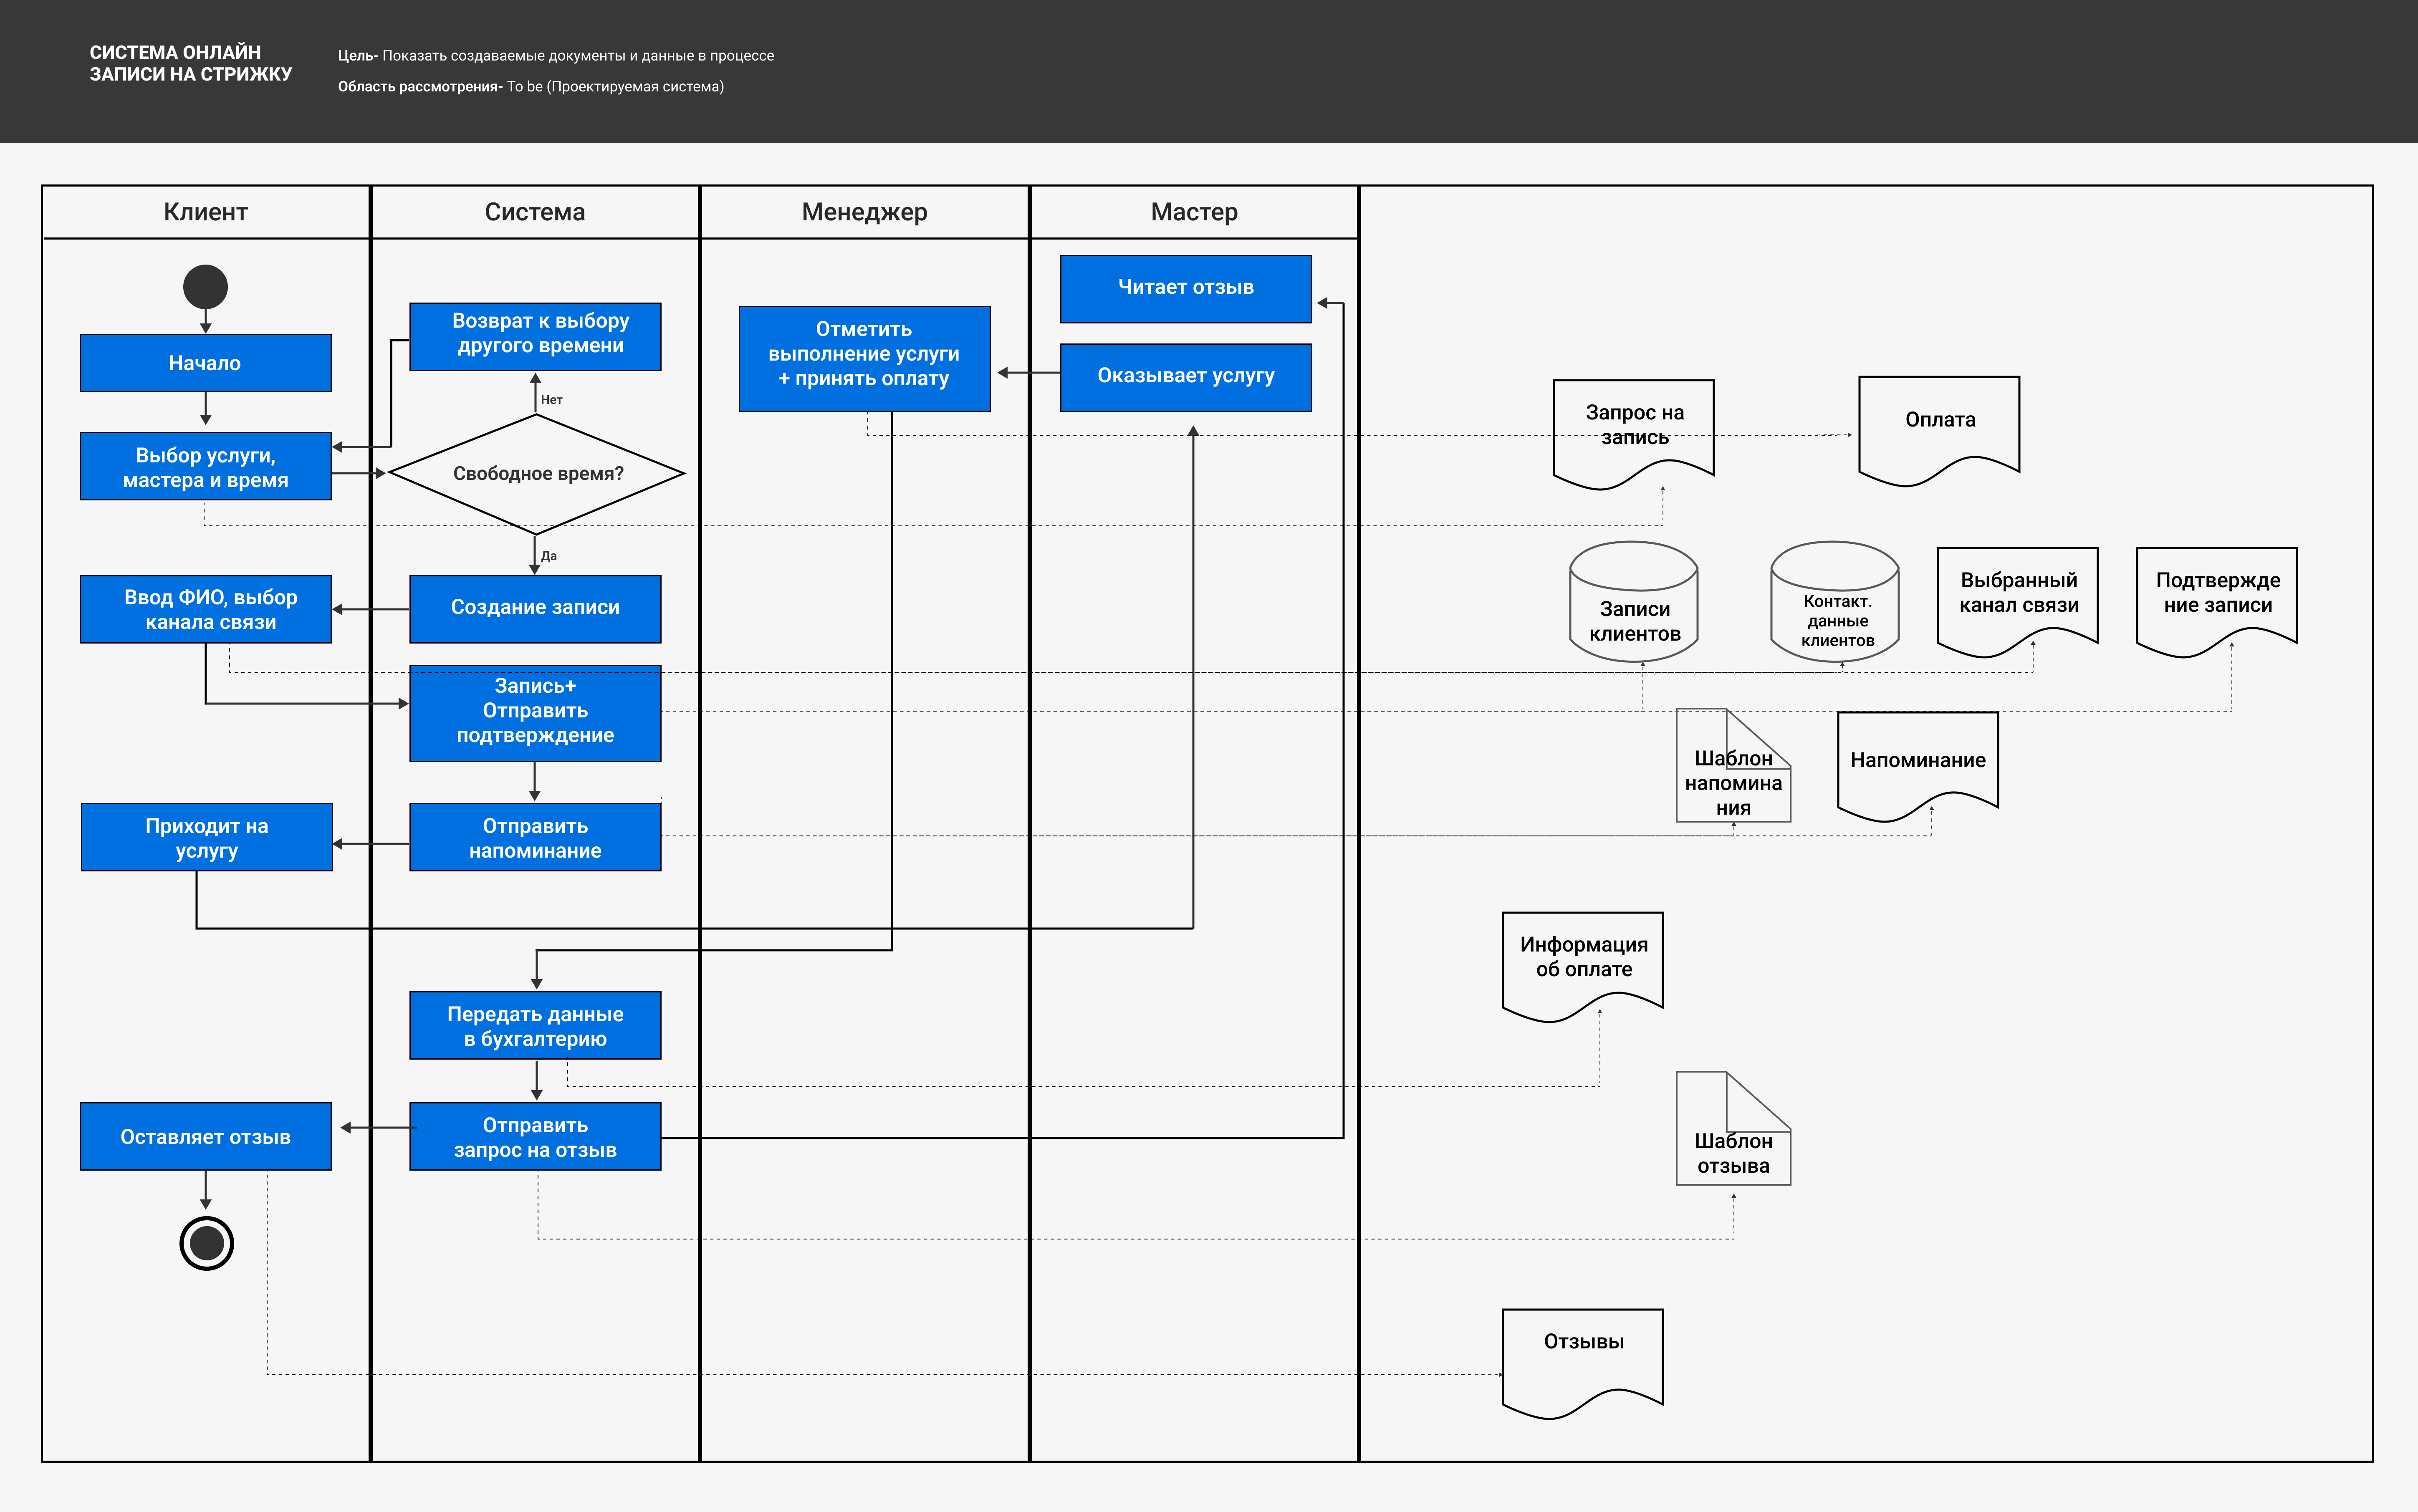 СИСТЕМА ОНЛАЙН
ЗАПИСИ НА СТРИЖКУ
Цель- Показать создаваемые документы и данные в процессе
Область рассмотрения- To be (Проектируемая система)
Клиент
Система
Менеджер
Мастер
Начало
Выбор услуги,
мастера и время
Ввод ФИО, выбор
канала связи
Приходит на
услугу
Оставляет отзыв
Возврат к выбору
другого времени
Нет
Свободное время?
Да
Создание записи
Запись+
Отправить
подтверждение
Отправить
напоминание
Передать данные
в бухгалтерию
Отправить
запрос на отзыв
Отметить
выполнение услуги
+ принять оплату
Читает отзыв
Оказывает услугу
Запрос на
запись
Оплата
Записи
клиентов
Контакт.
данные
клиентов
Выбранный
канал связи
Подтвержде
ние записи
Шаблон
напомина
ния
Напоминание
Информация
об оплате
Шаблон
отзыва
Отзывы